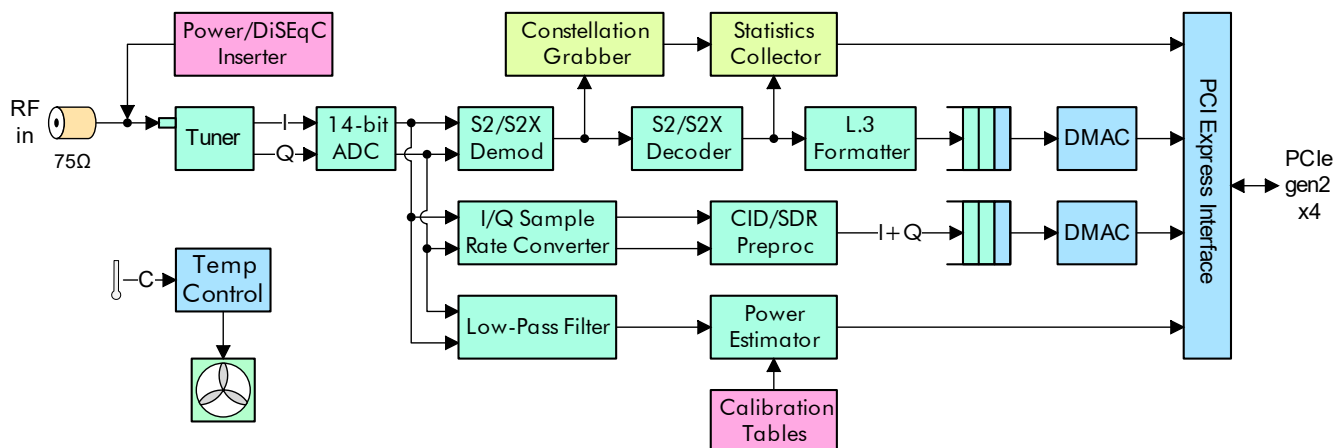 Power/DiSEqC
Inserter
Constellation
Grabber
Statistics
Collector
RF
in
75Ω
Tuner
I
Q
14-bit
ADC
S2/S2X
Demod
S2/S2X
Decoder
L.3
Formatter
DMAC
PCI Express Interface
PCIe
gen2
x4
I/Q Sample
Rate Converter
CID/SDR
Preproc
I+Q
DMAC
C
Temp
Control
Low-Pass Filter
Power
Estimator
Calibration
Tables